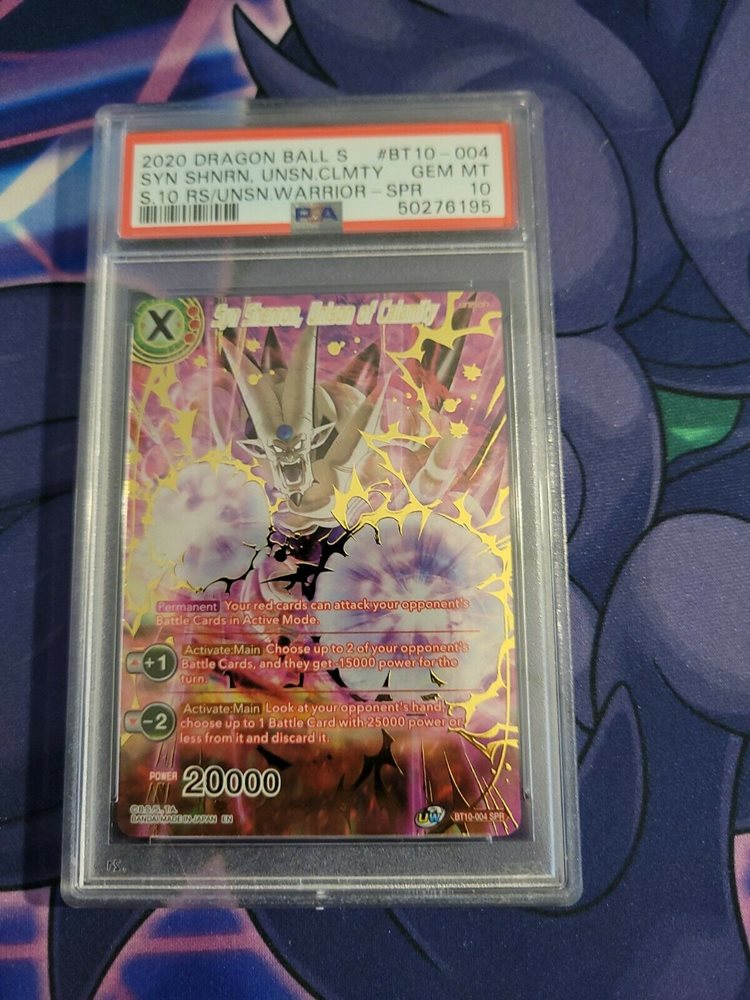 2020 DRAGON BALL S #BT10-004
SYN SHNRN, UNSN.CLMTY GEM MT
S.10 RS/UNSN.WARRIOR-SPR 10
PSA 50276195
X
Syn Shenron, Unison of Calamity
UNISON
Permanent Your red cards can attack your opponent's
Battle Cards in Active Mode.
+1 Activate:Main Choose up to 2 of your opponent's
Battle Cards, and they get -15000 power for the
turn.
-2 Activate:Main Look at your opponent's hand,
choose up to 1 Battle Card with 25000 power or
less from it and discard it.
POWER 20000
©B.S./S., T.A.
BANDAI MADE IN JAPAN EN
UW BT10-004 SPR